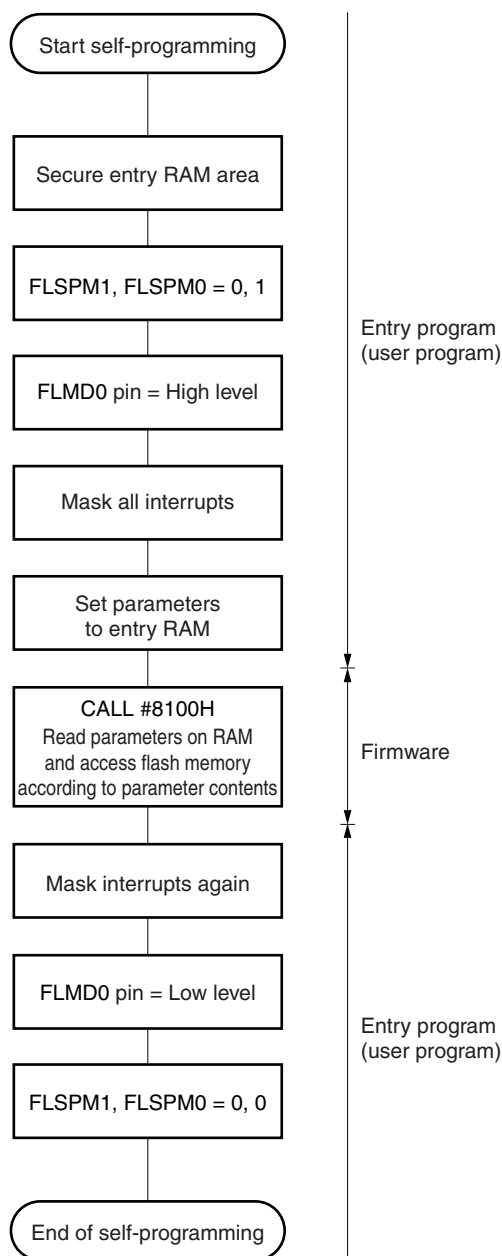 Start self-programming
Secure entry RAM area
FLSPM1, FLSPM0 = 0, 1
Entry program
(user program)
FLMD0 pin = High level
Mask all interrupts
Set parameters
to entry RAM
CALL #8100H
Read parameters on RAM
and access flash memory
according to parameter contents
Firmware
Mask interrupts again
FLMD0 pin = Low level
Entry program
(user program)
FLSPM1, FLSPM0 = 0, 0
End of self-programming